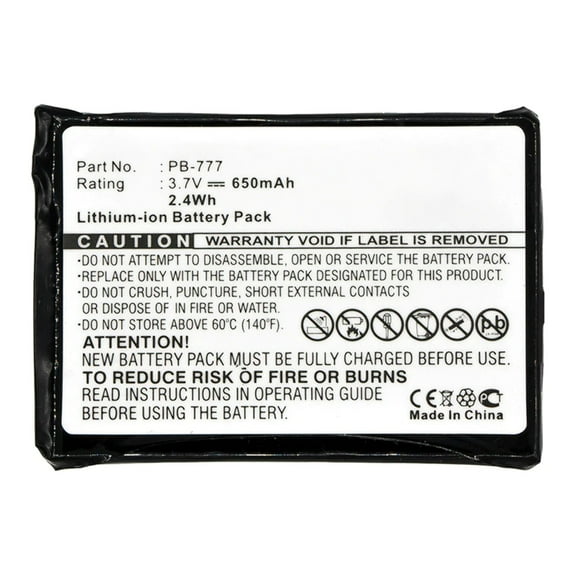 Part No. : PB-777
Rating : 3.7V ⎓ 650mAh
2.4Wh
Lithium-ion Battery Pack
CAUTION WARRANTY VOID IF LABEL IS REMOVED
•DO NOT ATTEMPT TO DISASSEMBLE, OPEN OR SERVICE THE BATTERY PACK.
•REPLACE ONLY WITH THE BATTERY PACK DESIGNATED FOR THIS PRODUCT.
•DO NOT CRUSH, PUNCTURE, SHORT EXTERNAL CONTACTS
OR DISPOSE OF IN FIRE OR WATER.
•DO NOT STORE ABOVE 60°C (140°F).
Pb
ATTENTION!
NEW BATTERY PACK MUST BE FULLY CHARGED BEFORE USE.
TO REDUCE RISK OF FIRE OR BURNS
READ INSTRUCTIONS IN OPERATING GUIDE
BEFORE USING THE BATTERY.
CE
Made In China